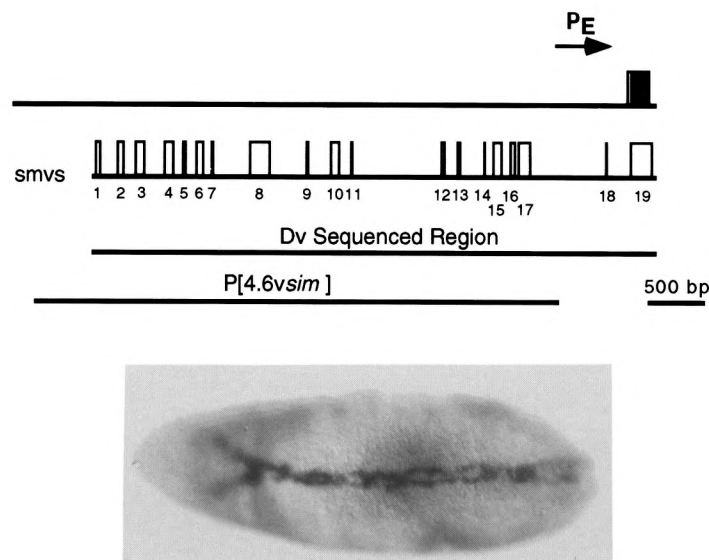 PE
smvs
1 2 3 4 5 6 7 8 9 10 11 12 13 14 15 16 17 18 19
Dv Sequenced Region
P[4.6vsim ]
500 bp